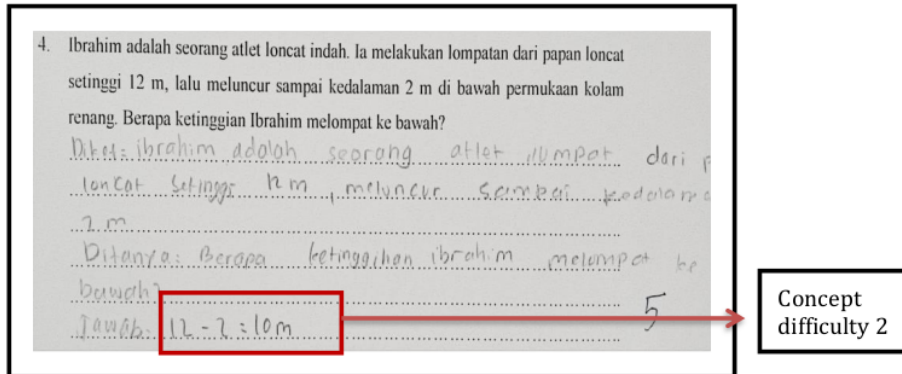 4. Ibrahim adalah seorang atlet loncat indah. Ia melakukan lompatan dari papan loncat
setinggi 12 m, lalu meluncur sampai kedalaman 2 m di bawah permukaan kolam
renang. Berapa ketinggian Ibrahim melompat ke bawah?
ibrahim adalah seorang atlet lumpat dari p
loncat setinggi 12 m, meluncur sampai kedalama
2 m
Ditanya: Berapa ketinggihan ibrahim melompat ke
bawah?
Jawab: 12 - 2 = 10 m
5
Concept
difficulty 2